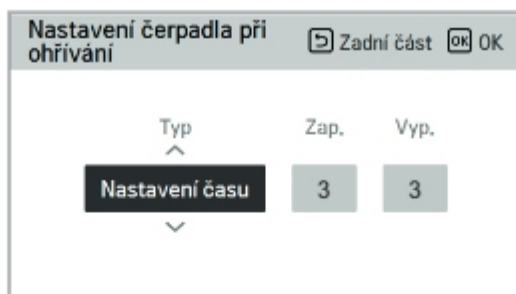 Nastavení čerpadla při
ohřívání
Zadní část OK OK
Typ Zap. Vyp.
Nastavení času 3 3